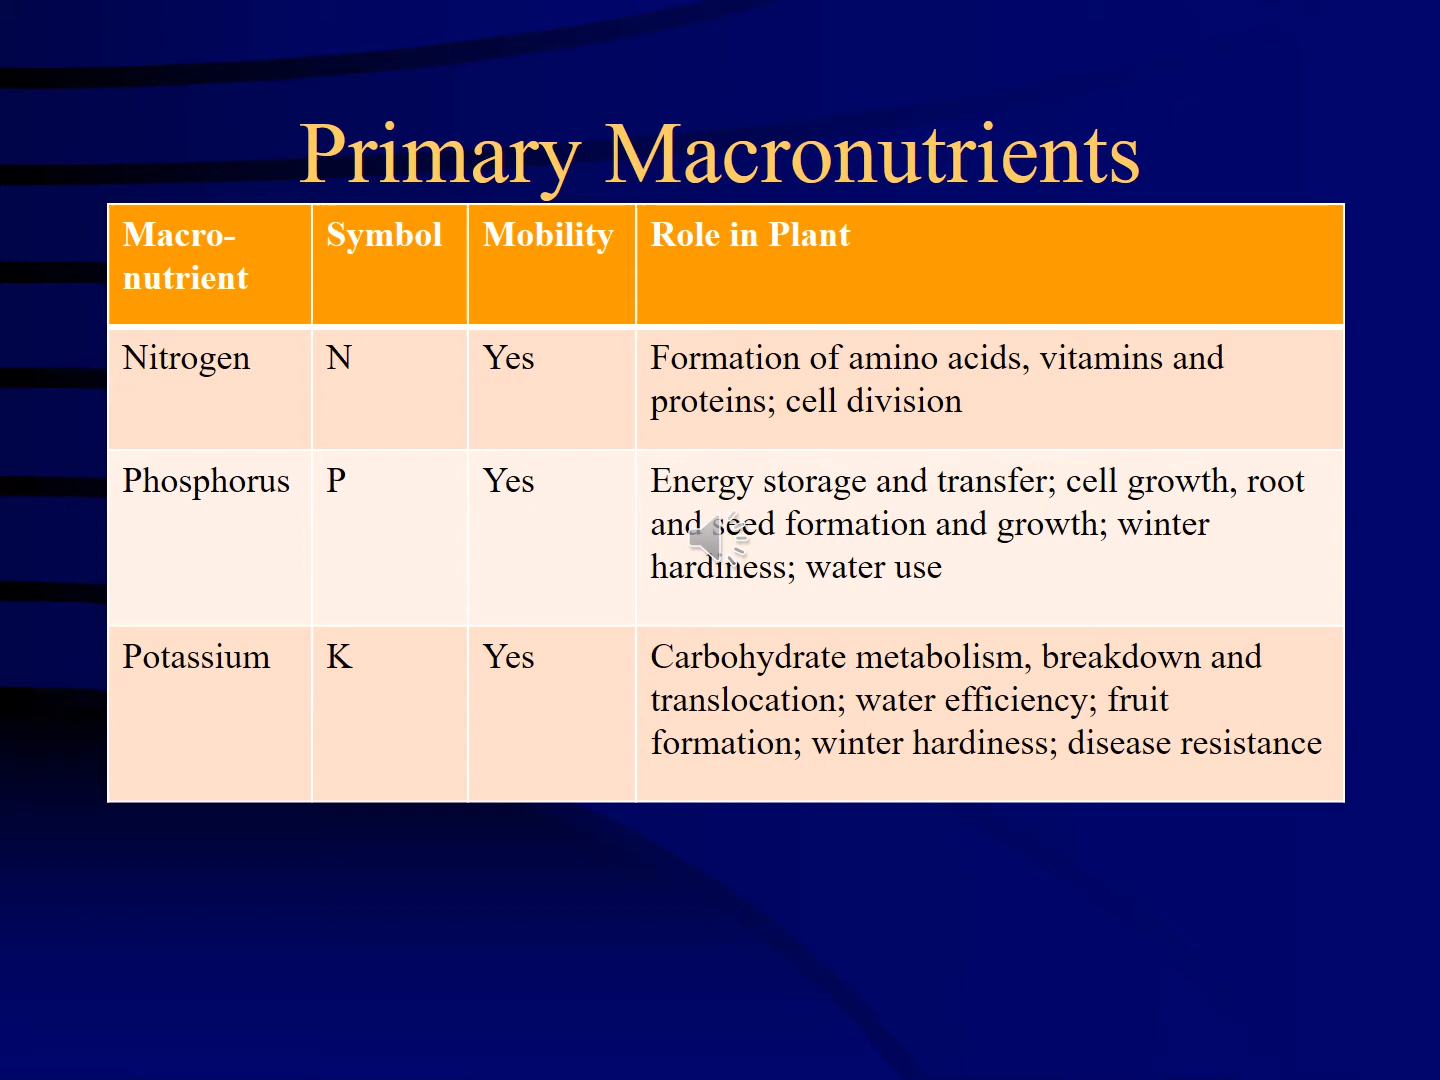 Primary Macronutrients
Macro-
nutrient
Symbol
Mobility
Role in Plant
Nitrogen
N
Yes
Formation of amino acids, vitamins and
proteins; cell division
Phosphorus
P
Yes
Energy storage and transfer; cell growth, root
and seed formation and growth; winter
hardiness; water use
Potassium
K
Yes
Carbohydrate metabolism, breakdown and
translocation; water efficiency; fruit
formation; winter hardiness; disease resistance